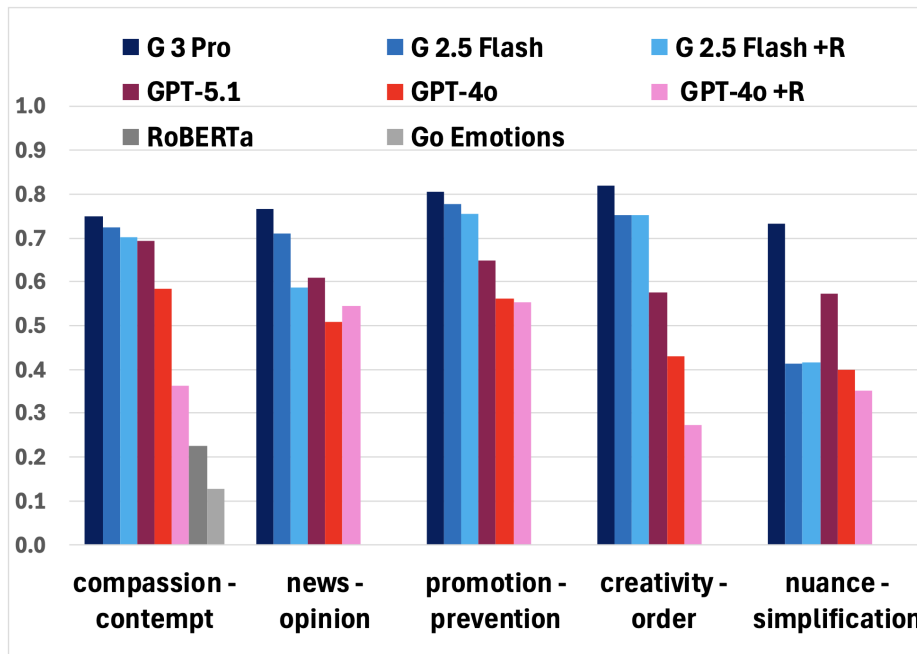 G 3 Pro G 2.5 Flash G 2.5 Flash +R
GPT-5.1 GPT-4o GPT-4o +R
RoBERTa Go Emotions
1.0
0.9
0.8
0.7
0.6
0.5
0.4
0.3
0.2
0.1
0.0
compassion - news - promotion - creativity - nuance -
contempt opinion prevention order simplification